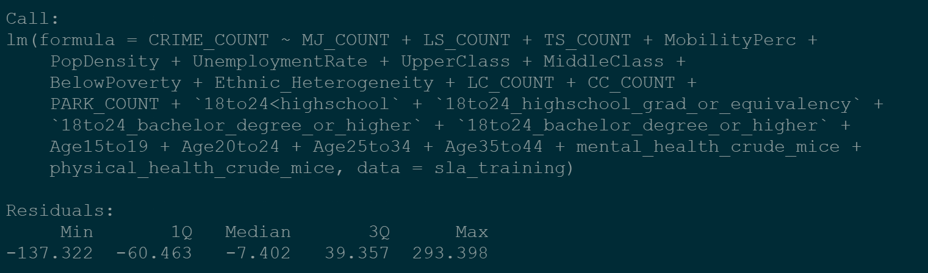 Call:
lm(formula = CRIME_COUNT ~ MJ_COUNT + LS_COUNT + TS_COUNT + MobilityPerc +
    PopDensity + UnemploymentRate + UpperClass + MiddleClass +
    BelowPoverty + Ethnic_Heterogeneity + LC_COUNT + CC_COUNT +
    PARK_COUNT + `18to24<highschool` + `18to24_highschool_grad_or_equivalency` +
    `18to24_bachelor_degree_or_higher` + `18to24_bachelor_degree_or_higher` +
    Age15to19 + Age20to24 + Age25to34 + Age35to44 + mental_health_crude_mice +
    physical_health_crude_mice, data = sla_training)

Residuals:
     Min       1Q   Median       3Q      Max
-137.322  -60.463   -7.402   39.357  293.398